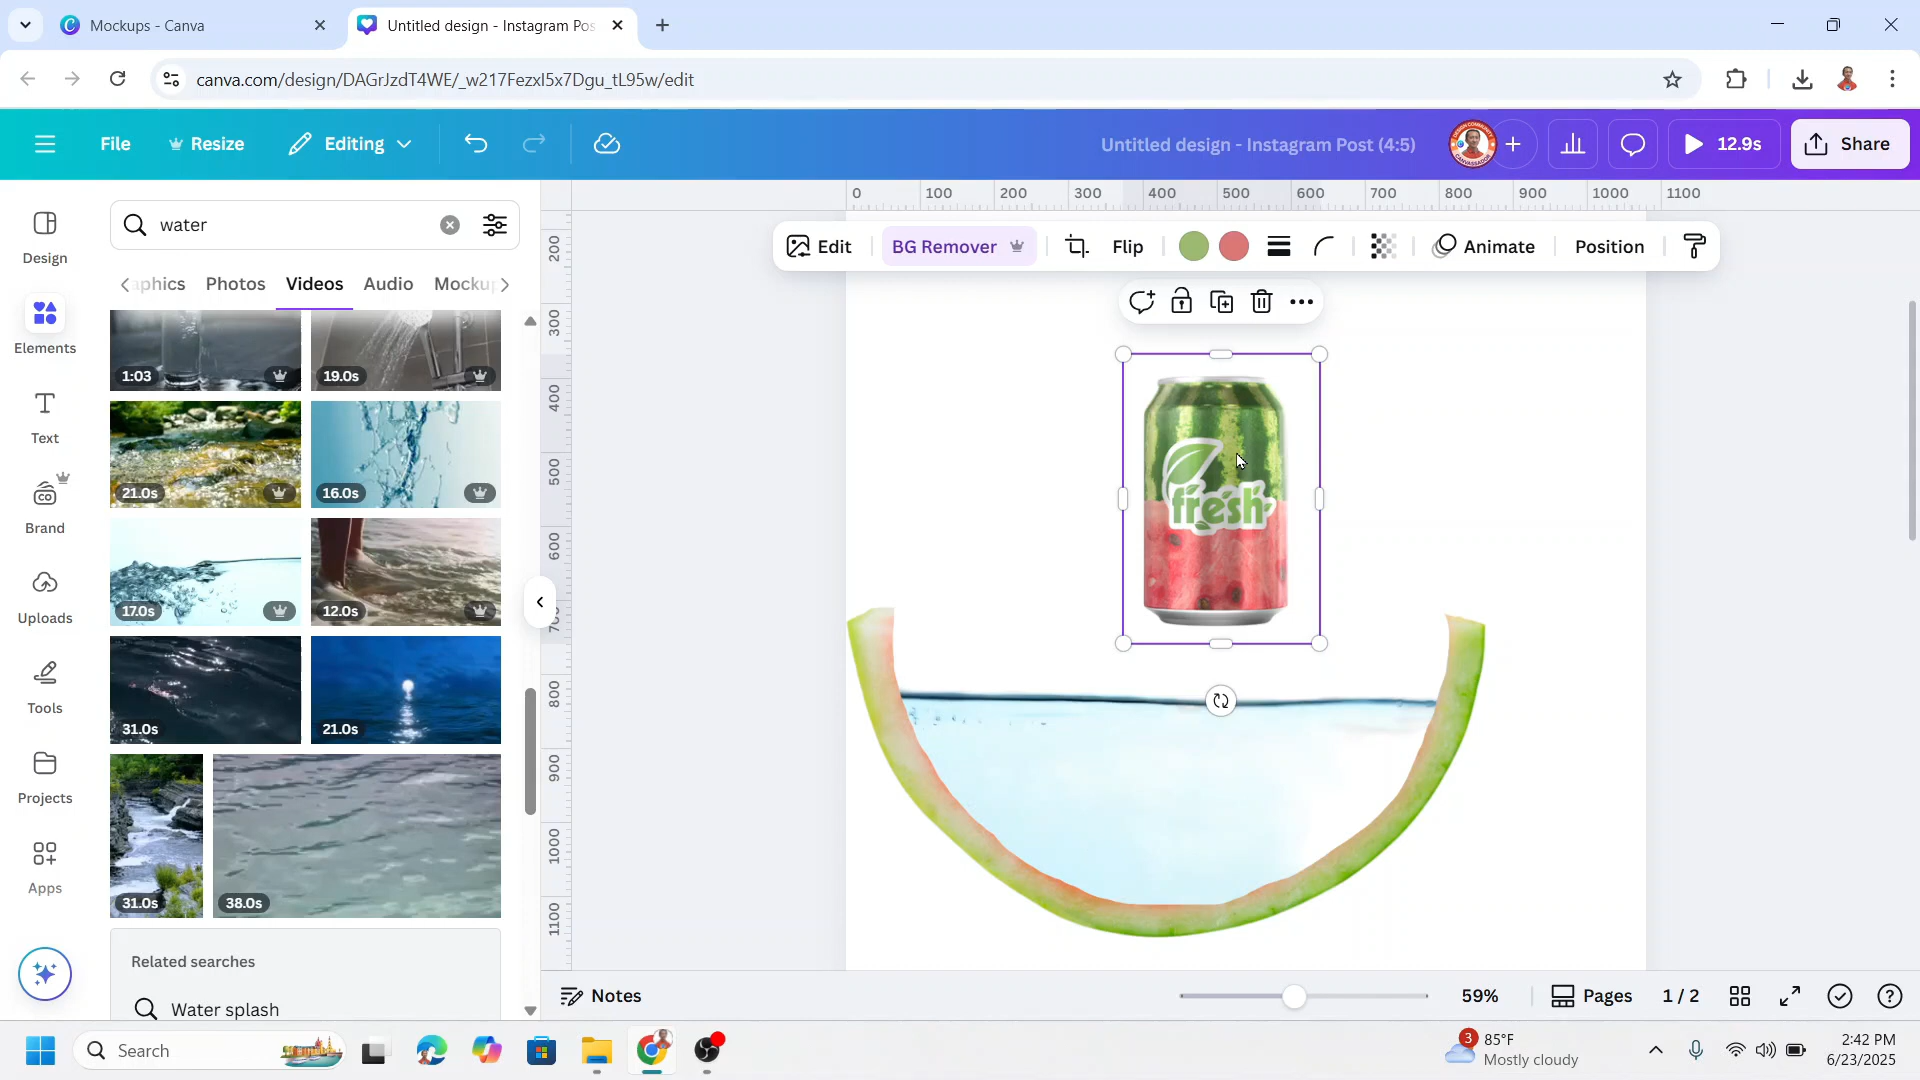 Mockups - Canva
Untitled design - Instagram Pos
canva.com/design/DAGrJzdT4WE/_w217FezxI5x7Dgu_tL95w/edit
File
Resize
Editing
Untitled design - Instagram Post (4:5)
12.9s
Share
Design
Elements
Text
Brand
Uploads
Tools
Projects
Apps
water
aphics
Photos
Videos
Audio
Mocku
1:03
19.0s
21.0s
16.0s
17.0s
12.0s
31.0s
21.0s
31.0s
38.0s
Related searches
Water splash
0 100 200 300 400 500 600 700 800 900 1000 1100
300
400
500
600
800
900
1000
1100
Edit
BG Remover
Flip
Animate
Position
fresh
Notes
59%
Pages
1 / 2
Search
3
85°F
Mostly cloudy
2:42 PM
6/23/2025